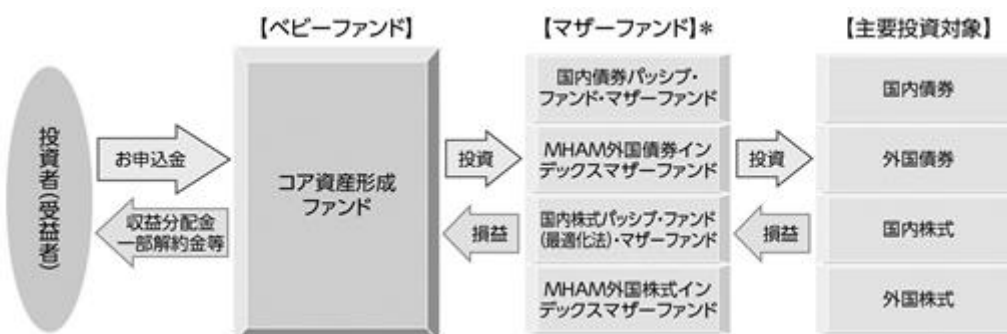 【ベビーファンド】
【マザーファンド】*
【主要投資対象】
投資者(受益者)
お申込金
収益分配金
一部解約金等
コア資産形成
ファンド
投資
損益
国内債券パッシブ・
ファンド・マザーファンド
MHAM外国債券イン
デックスマザーファンド
国内株式パッシブ・ファンド
(最適化法)・マザーファンド
MHAM外国株式イン
デックスマザーファンド
投資
損益
国内債券
外国債券
国内株式
外国株式